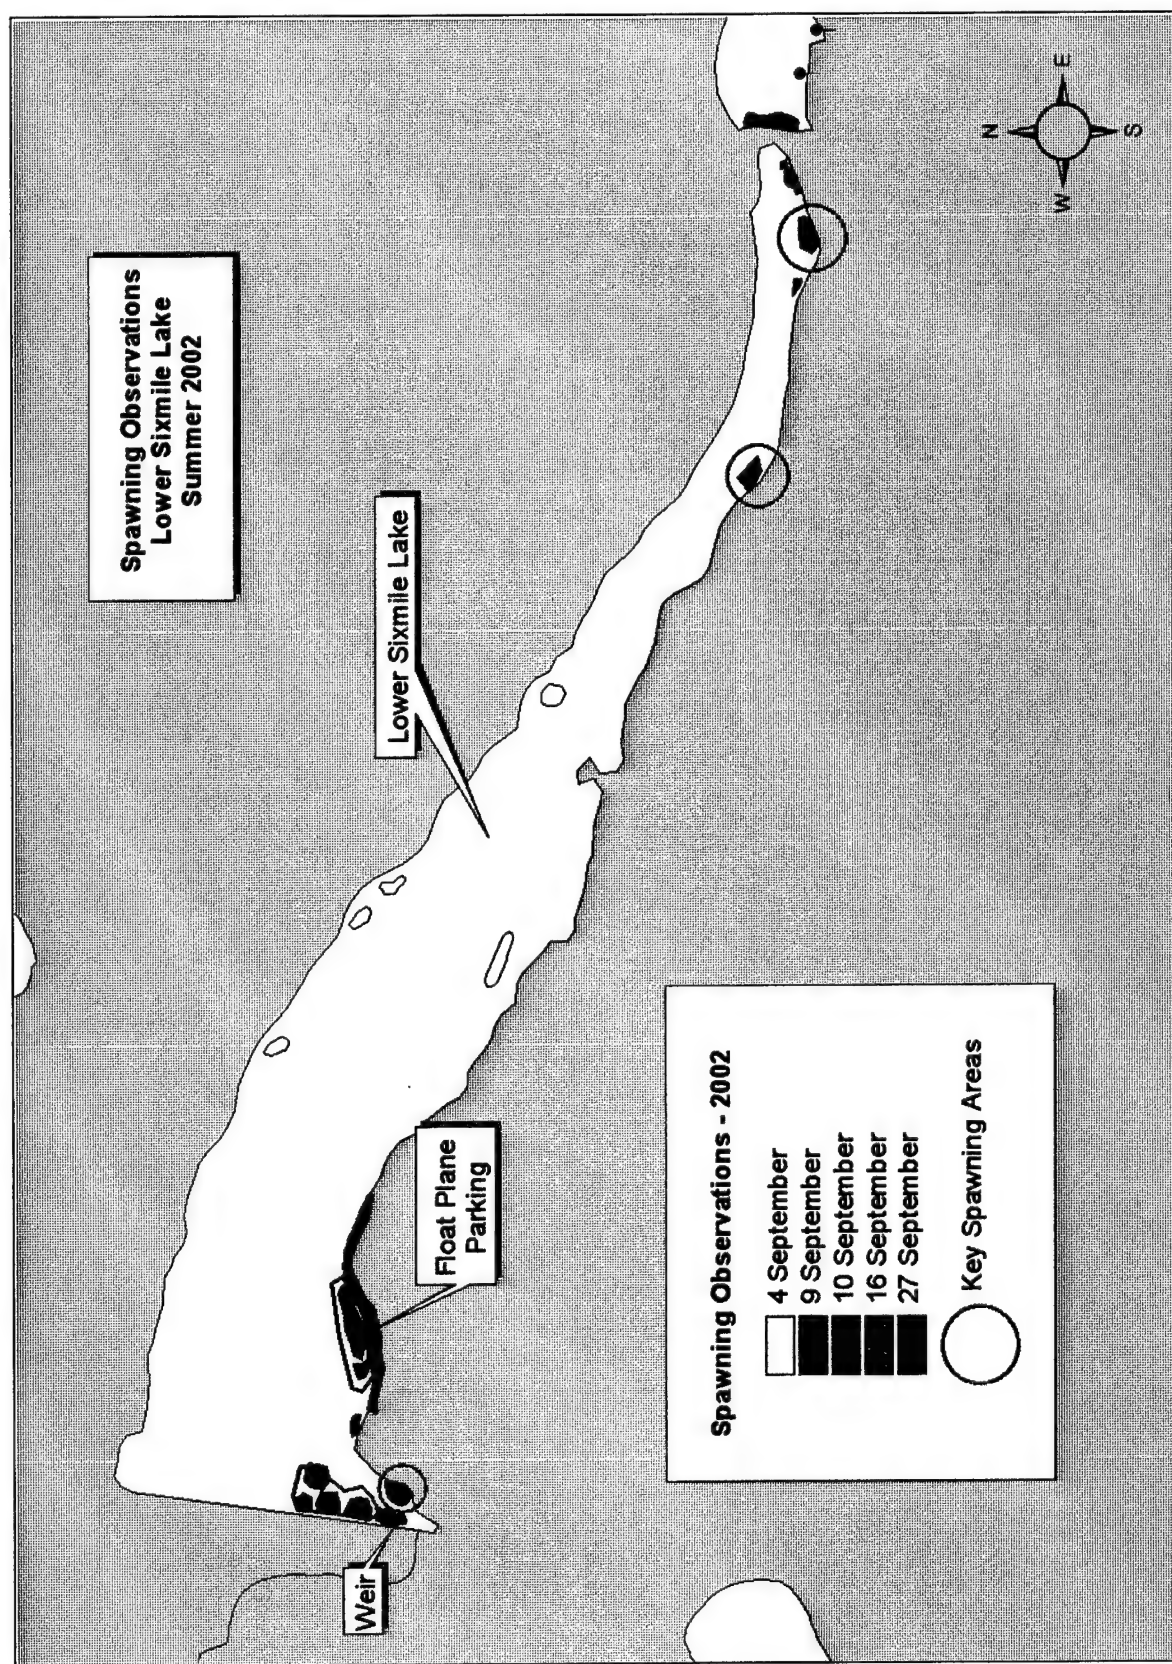 Spawning Observations
Lower Sixmile Lake
Summer 2002
Lower Sixmile Lake
Float Plane
Parking
Weir
N
W
E
S
Spawning Observations - 2002
4 September
9 September
10 September
16 September
27 September
Key Spawning Areas